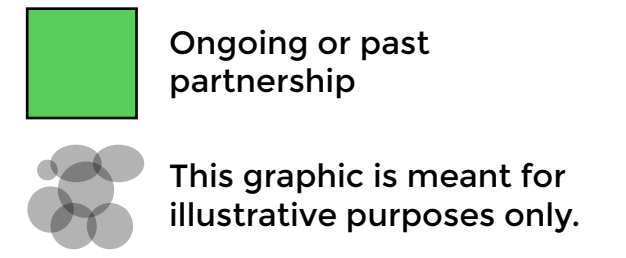 Ongoing or past
partnership
This graphic is meant for
illustrative purposes only.